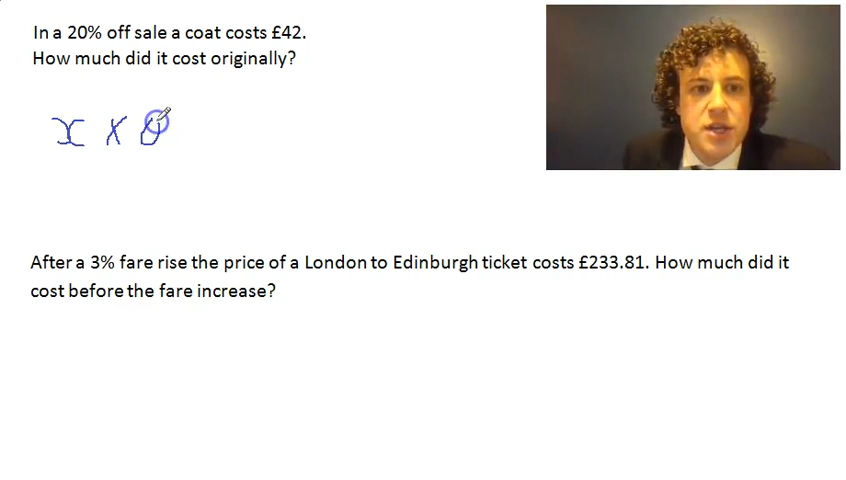 In a 20% off sale a coat costs £42.
How much did it cost originally?
x × 0
After a 3% fare rise the price of a London to Edinburgh ticket costs £233.81. How much did it
cost before the fare increase?